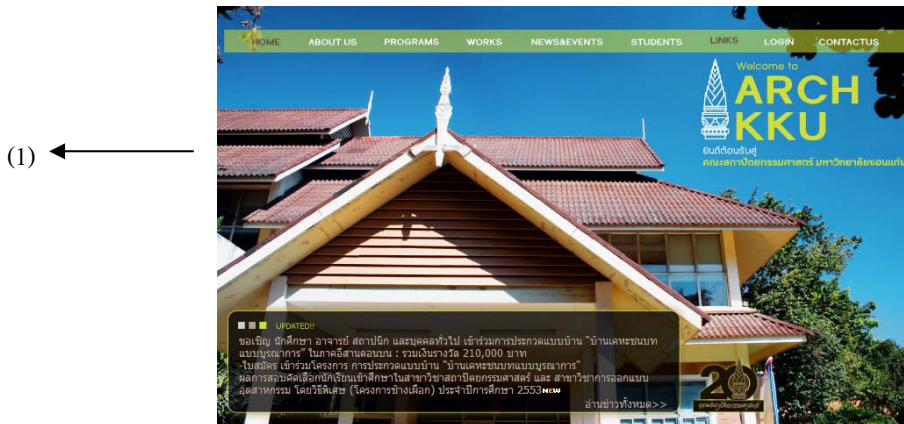 HOME ABOUT US PROGRAMS WORKS NEWS&EVENTS STUDENTS LINKS LOGIN CONTACTUS
Welcome to
ARCH
KKU
ยินดีต้อนรับสู่
คณะสถาปัตยกรรมศาสตร์ มหาวิทยาลัยขอนแก่น
(1)
UPDATED!!
ขอเชิญ นักศึกษา อาจารย์ สถาปนิก และบุคคลทั่วไป เข้าร่วมการประกวดแบบบ้าน "บ้านเคหะชนบท
แบบบูรณาการ" ในภาคอีสานตอนบน : รวมเงินรางวัล 210,000 บาท
-ใบสมัคร เข้าร่วมโครงการ การประกวดแบบบ้าน "บ้านเคหะชนบทแบบบูรณาการ"
ผลการสอบคัดเลือกนักเรียนเข้าศึกษาในสาขาวิชาสถาปัตยกรรมศาสตร์ และ สาขาวิชาการออกแบบ
อุตสาหกรรม โดยวิธีพิเศษ (โครงการช้างเผือก) ประจำปีการศึกษา 2553 NEW
อ่านข่าวทั้งหมด>>
20